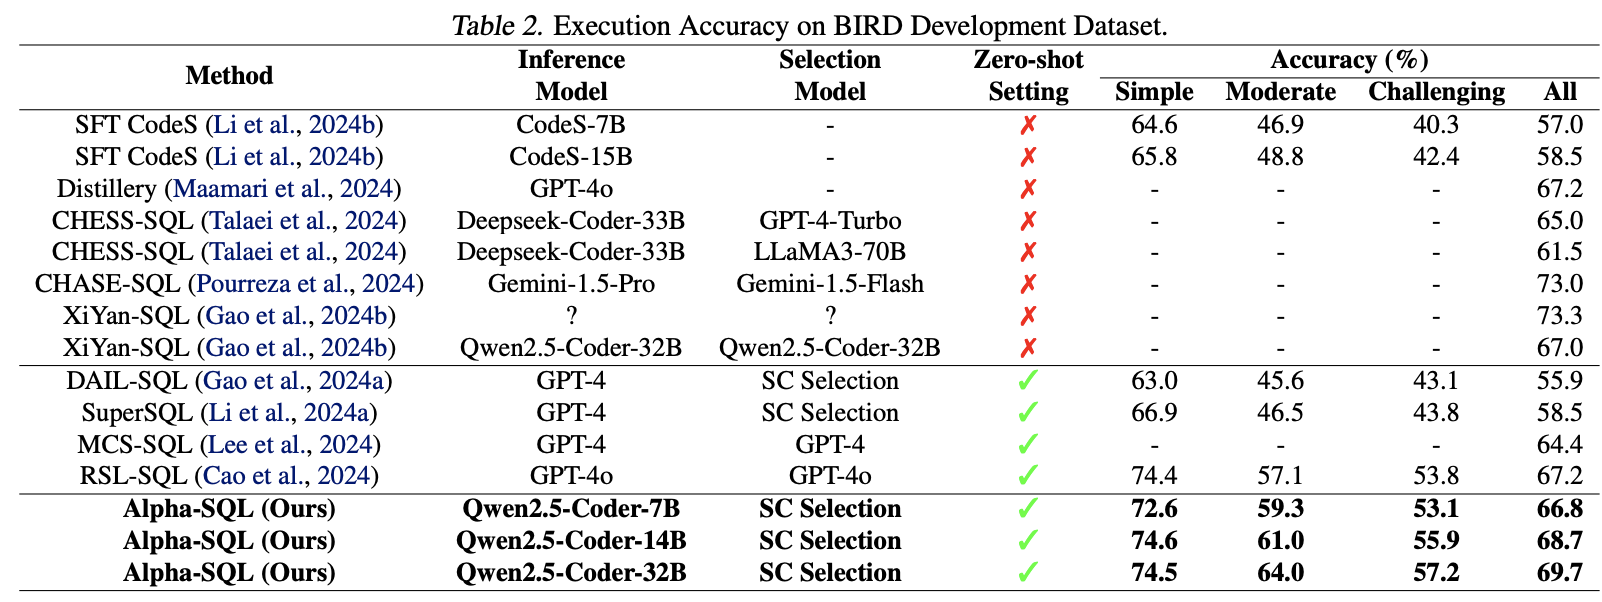 Table 2. Execution Accuracy on BIRD Development Dataset.
Method Inference Model Selection Model Zero-shot Setting Accuracy (%)
Simple Moderate Challenging All
SFT CodeS (Li et al., 2024b) CodeS-7B - ✗ 64.6 46.9 40.3 57.0
SFT CodeS (Li et al., 2024b) CodeS-15B - ✗ 65.8 48.8 42.4 58.5
Distillery (Maamari et al., 2024) GPT-4o - ✗ - - - 67.2
CHESS-SQL (Talaei et al., 2024) Deepseek-Coder-33B GPT-4-Turbo ✗ - - - 65.0
CHESS-SQL (Talaei et al., 2024) Deepseek-Coder-33B LLaMA3-70B ✗ - - - 61.5
CHASE-SQL (Pourreza et al., 2024) Gemini-1.5-Pro Gemini-1.5-Flash ✗ - - - 73.0
XiYan-SQL (Gao et al., 2024b) ? ? ✗ - - - 73.3
XiYan-SQL (Gao et al., 2024b) Qwen2.5-Coder-32B Qwen2.5-Coder-32B ✗ - - - 67.0
DAIL-SQL (Gao et al., 2024a) GPT-4 SC Selection ✓ 63.0 45.6 43.1 55.9
SuperSQL (Li et al., 2024a) GPT-4 SC Selection ✓ 66.9 46.5 43.8 58.5
MCS-SQL (Lee et al., 2024) GPT-4 GPT-4 ✓ - - - 64.4
RSL-SQL (Cao et al., 2024) GPT-4o GPT-4o ✓ 74.4 57.1 53.8 67.2
Alpha-SQL (Ours) Qwen2.5-Coder-7B SC Selection ✓ 72.6 59.3 53.1 66.8
Alpha-SQL (Ours) Qwen2.5-Coder-14B SC Selection ✓ 74.6 61.0 55.9 68.7
Alpha-SQL (Ours) Qwen2.5-Coder-32B SC Selection ✓ 74.5 64.0 57.2 69.7